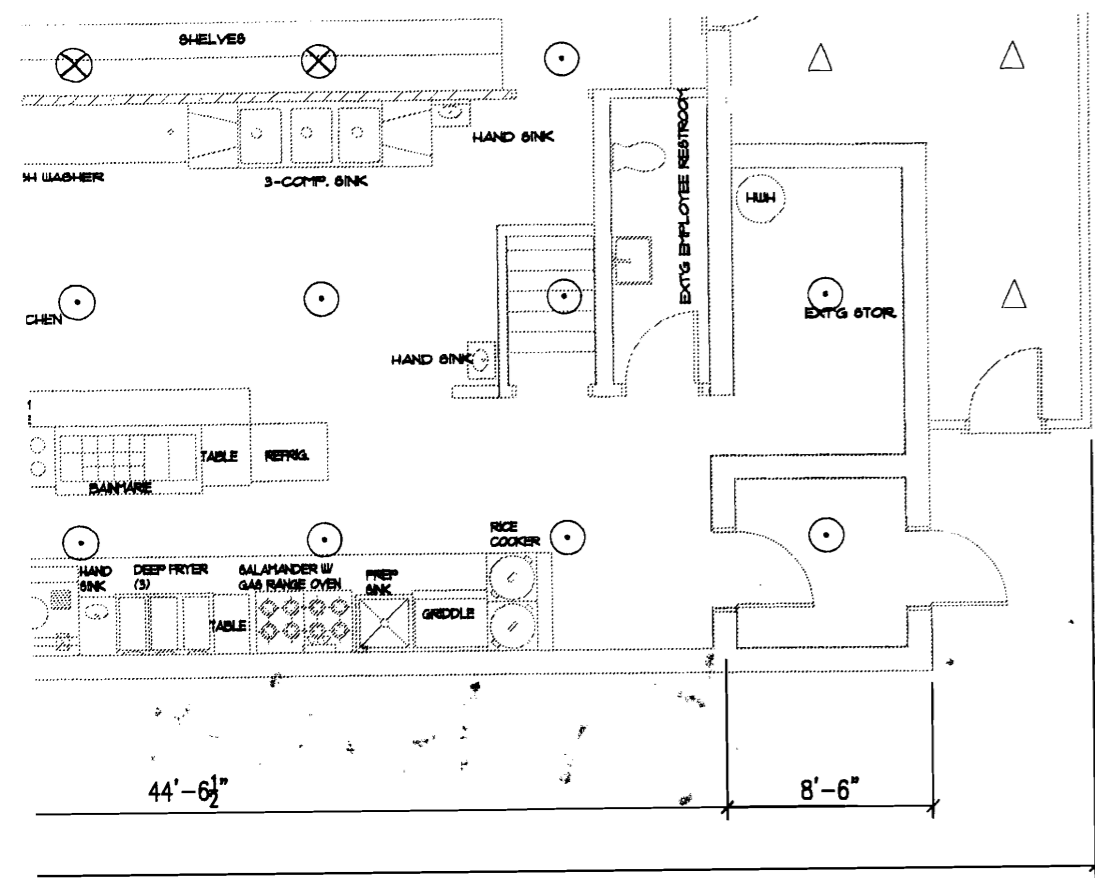 SHELVES
HAND SINK
SH WASHER
3-COMP. SINK
EXT'G EMPLOYEE RESTROOM
HWH
CHEN
EXT'G STOR.
HAND SINK
TABLE
REFRIG.
BAINMARIE
RICE
COOKER
HAND
SINK
DEEP FRYER
(3)
SALAMANDER W/
GAS RANGE OVEN
PREP
SINK
TABLE
GRIDDLE
44'-6½"
8'-6"